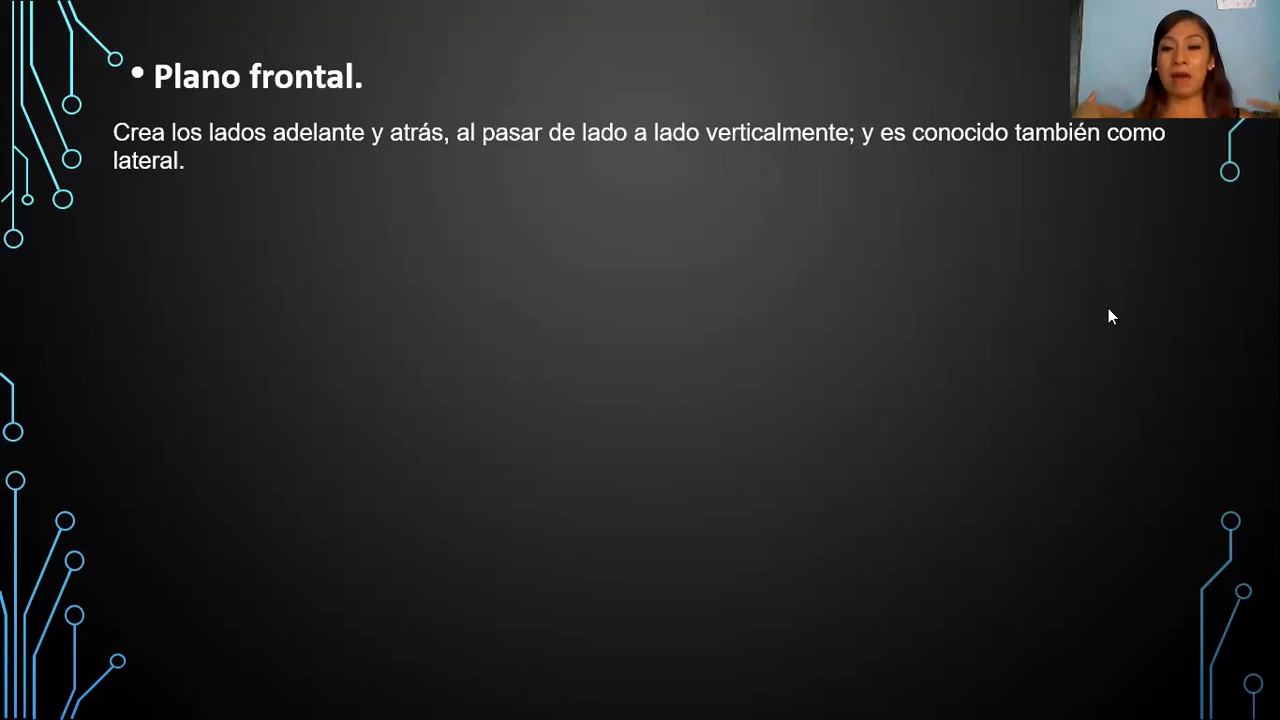 • Plano frontal.
Crea los lados adelante y atrás, al pasar de lado a lado verticalmente; y es conocido también como
lateral.